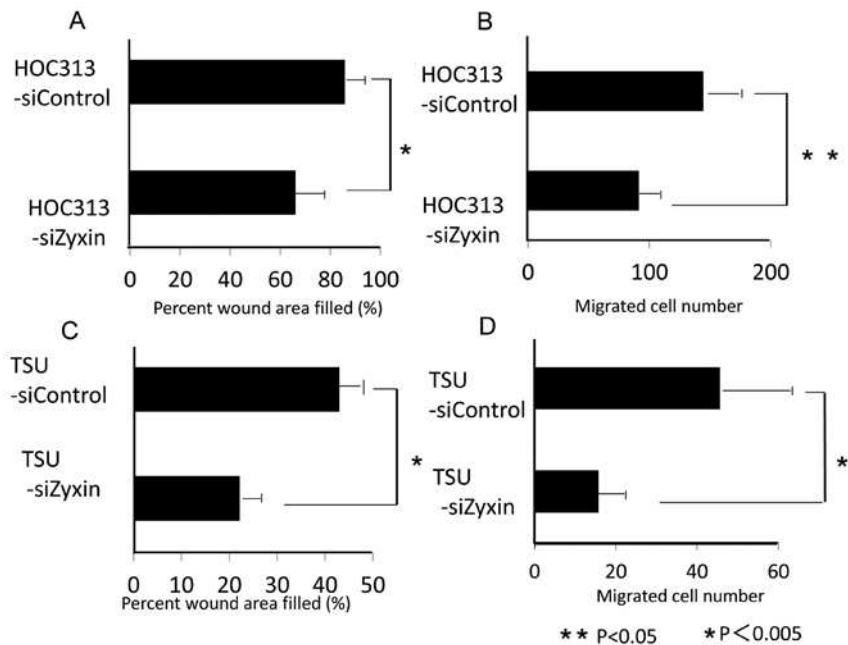 A
HOC313
-siControl
HOC313
-siZyxin
*
0 20 40 60 80 100
Percent wound area filled (%)
B
HOC313
-siControl
HOC313
-siZyxin
* *
0 100 200
Migrated cell number
C
TSU
-siControl
TSU
-siZyxin
*
0 10 20 30 40 50
Percent wound area filled (%)
D
TSU
-siControl
TSU
-siZyxin
*
0 20 40 60
Migrated cell number
** P<0.05 *P<0.005